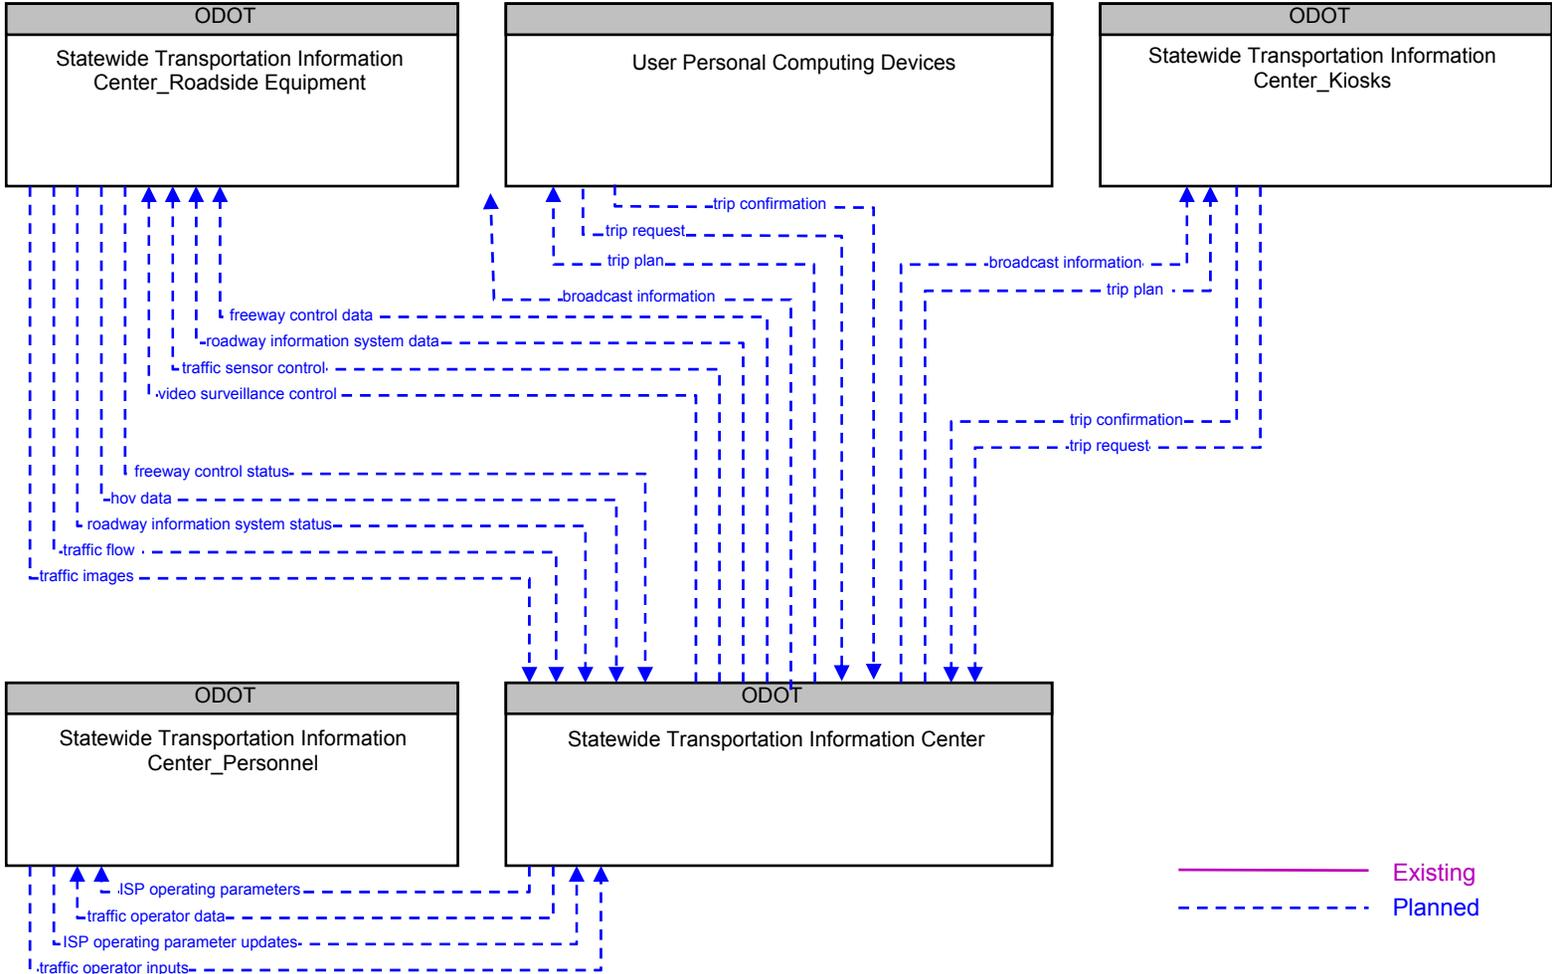 ODOT
Statewide Transportation Information
Center_Roadside Equipment
User Personal Computing Devices
ODOT
Statewide Transportation Information
Center_Kiosks
trip confirmation
trip request
trip plan
broadcast information
broadcast information
trip plan
freeway control data
roadway information system data
traffic sensor control
video surveillance control
trip confirmation
trip request
freeway control status
hov data
roadway information system status
traffic flow
traffic images
ODOT
Statewide Transportation Information
Center_Personnel
ODOT
Statewide Transportation Information Center
ISP operating parameters
traffic operator data
ISP operating parameter updates
traffic operator inputs
Existing
Planned